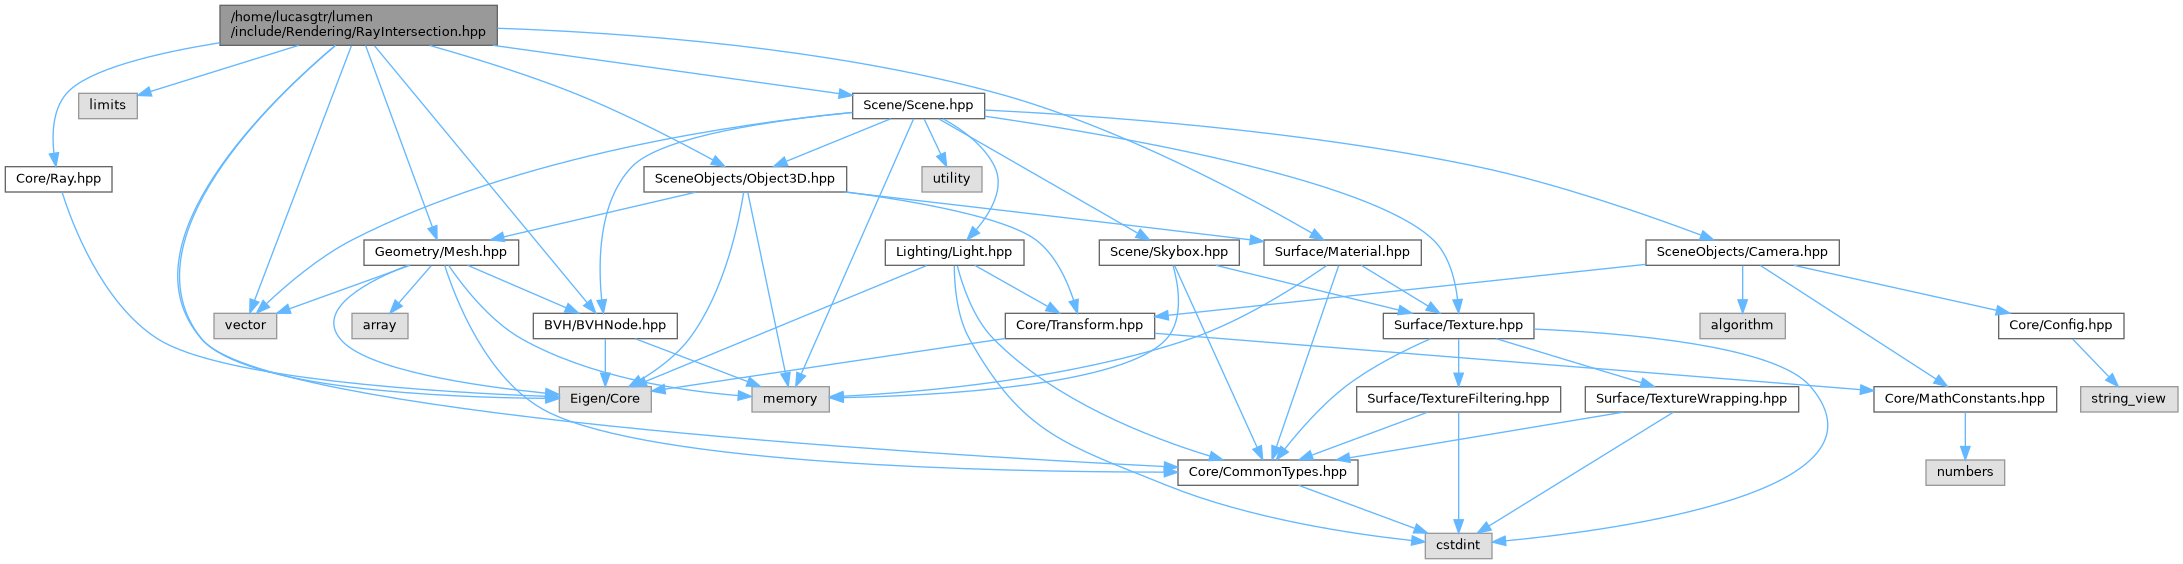 /home/lucasgtr/lumen
/include/Rendering/RayIntersection.hpp
limits
Scene/Scene.hpp
Core/Ray.hpp
SceneObjects/Object3D.hpp
utility
Geometry/Mesh.hpp
Lighting/Light.hpp
Scene/Skybox.hpp
Surface/Material.hpp
SceneObjects/Camera.hpp
vector
array
BVH/BVHNode.hpp
Core/Transform.hpp
Surface/Texture.hpp
algorithm
Core/Config.hpp
Eigen/Core
memory
Surface/TextureFiltering.hpp
Surface/TextureWrapping.hpp
Core/MathConstants.hpp
string_view
Core/CommonTypes.hpp
numbers
cstdint